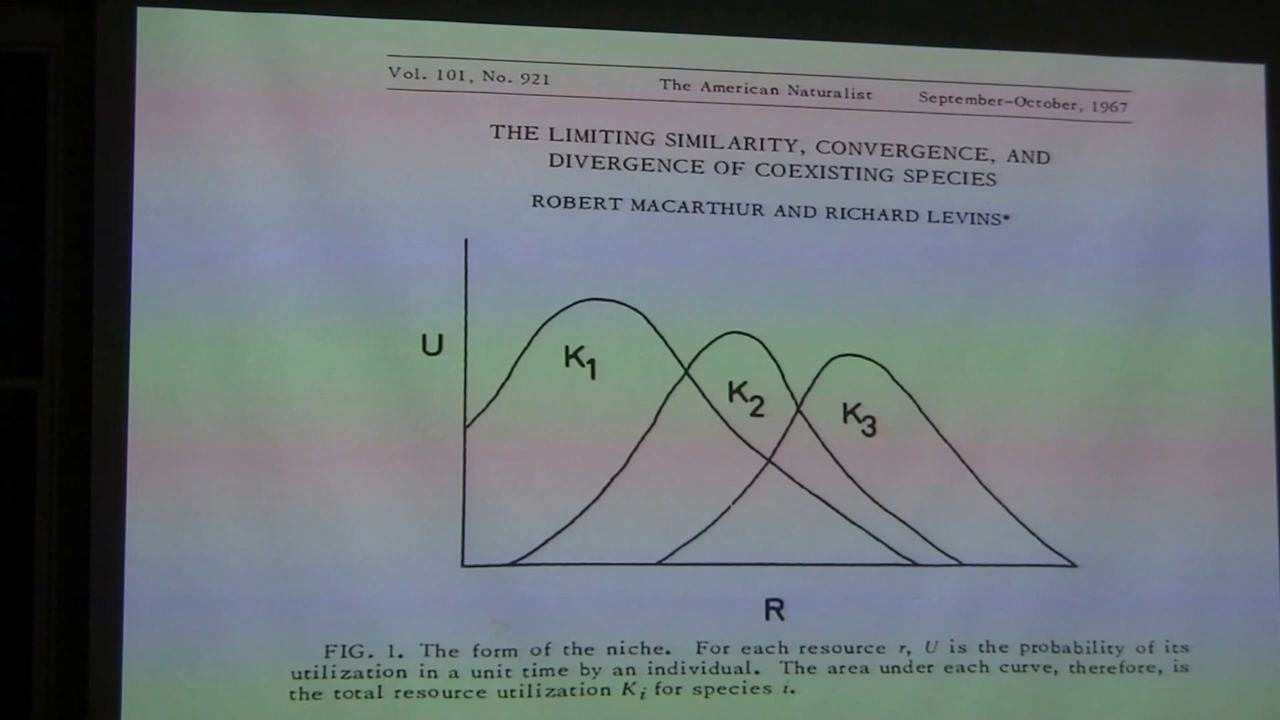 Vol. 101, No. 921 The American Naturalist September-October, 1967
THE LIMITING SIMILARITY, CONVERGENCE, AND
DIVERGENCE OF COEXISTING SPECIES
ROBERT MACARTHUR AND RICHARD LEVINS*
U
K1
K2
K3
R
FIG. 1. The form of the niche. For each resource r, U is the probability of its
utilization in a unit time by an individual. The area under each curve, therefore, is
the total resource utilization Ki for species i.